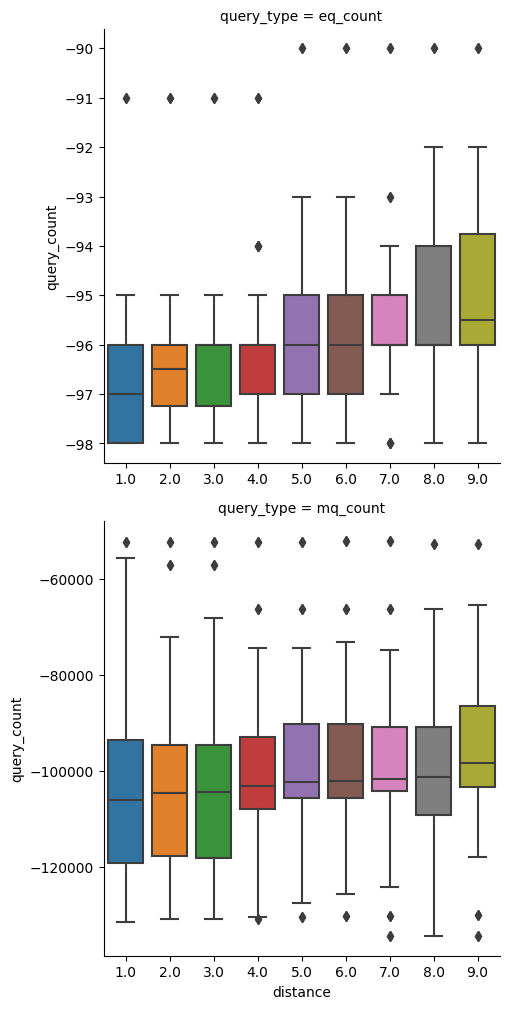 query_type = eq_count
−90
−91
−92
−93
−94
−95
−96
−97
−98
query_count
1.0 2.0 3.0 4.0 5.0 6.0 7.0 8.0 9.0
query_type = mq_count
−60000
−80000
−100000
−120000
query_count
1.0 2.0 3.0 4.0 5.0 6.0 7.0 8.0 9.0
distance